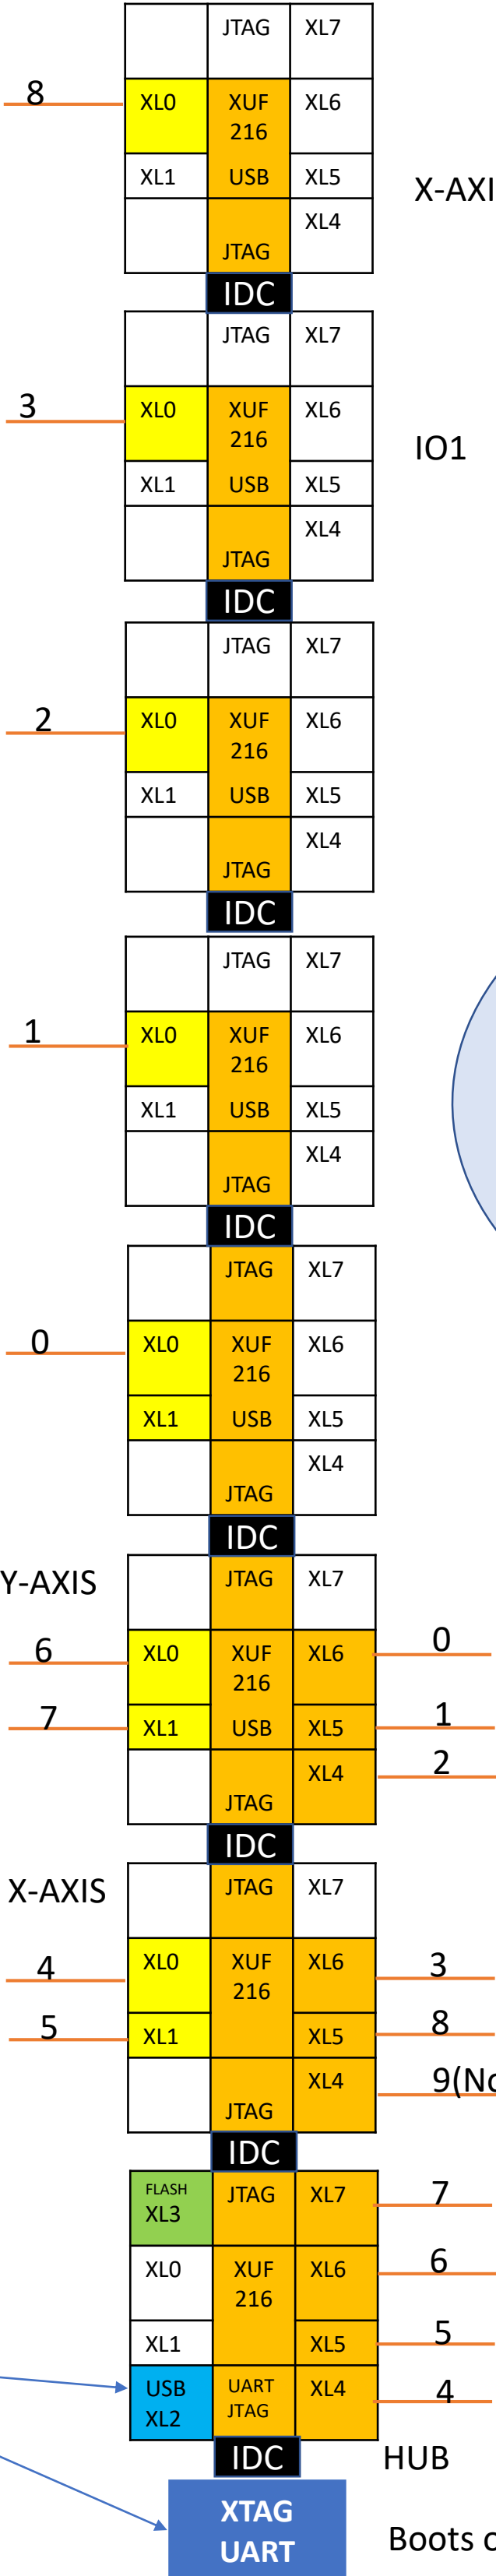 JTAG XL7
8 XL0 XUF 216 XL6
XL1 USB XL5
X-AXI
JTAG XL4
IDC
JTAG XL7
3 XL0 XUF 216 XL6
IO1
XL1 USB XL5
JTAG XL4
IDC
JTAG XL7
2 XL0 XUF 216 XL6
XL1 USB XL5
JTAG XL4
IDC
JTAG XL7
1 XL0 XUF 216 XL6
XL1 USB XL5
JTAG XL4
IDC
JTAG XL7
0 XL0 XUF 216 XL6
XL1 USB XL5
JTAG XL4
IDC
Y-AXIS JTAG XL7
6 XL0 XUF 216 XL6 0
7 XL1 USB XL5 1
JTAG XL4 2
IDC
X-AXIS JTAG XL7
4 XL0 XUF 216 XL6 3
5 XL1 XL5 8
JTAG XL4 9(No
IDC
FLASH XL3 JTAG XL7 7
XL0 XUF 216 XL6 6
XL1 XL5 5
USB XL2 UART JTAG XL4 4
IDC HUB
XTAG
UART
Boots o